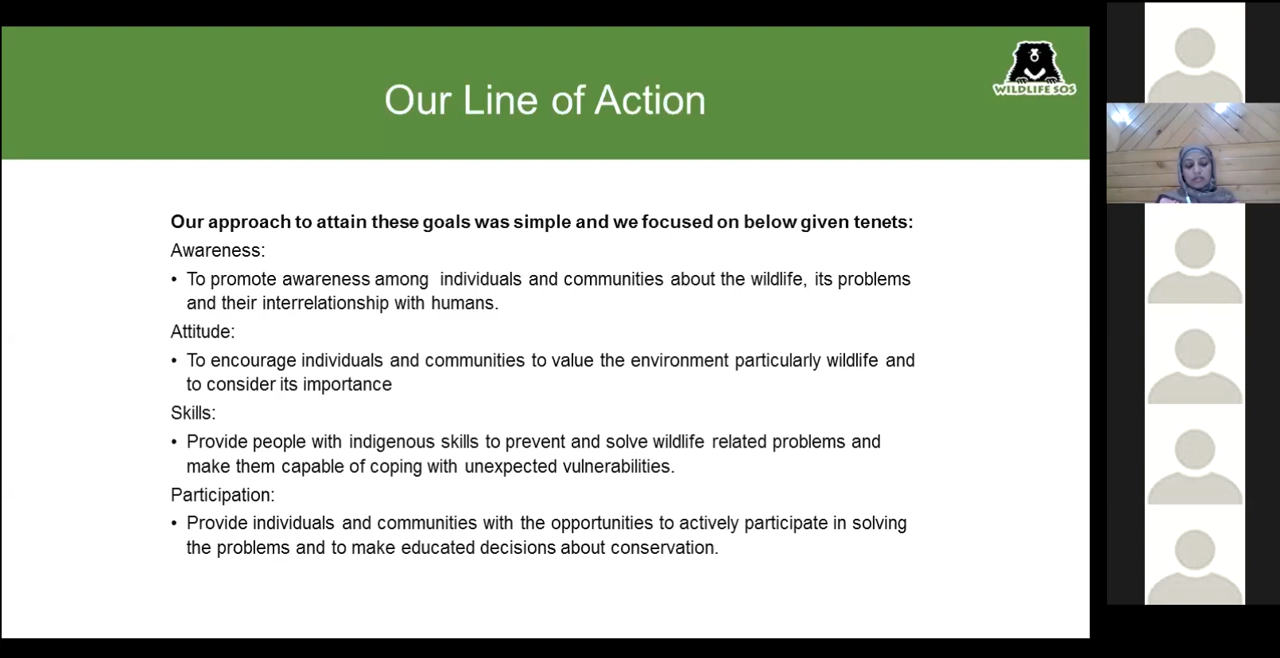 Our Line of Action
WILDLIFE SOS
Our approach to attain these goals was simple and we focused on below given tenets:
Awareness:
• To promote awareness among individuals and communities about the wildlife, its problems
and their interrelationship with humans.
Attitude:
• To encourage individuals and communities to value the environment particularly wildlife and
to consider its importance
Skills:
• Provide people with indigenous skills to prevent and solve wildlife related problems and
make them capable of coping with unexpected vulnerabilities.
Participation:
• Provide individuals and communities with the opportunities to actively participate in solving
the problems and to make educated decisions about conservation.